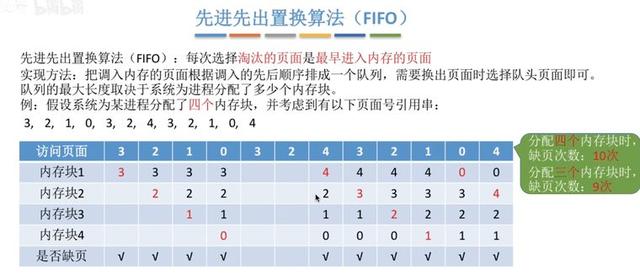 先进先出置换算法（FIFO）
先进先出置换算法（FIFO）：每次选择淘汰的页面是最早进入内存的页面
实现方法：把调入内存的页面根据调入的先后顺序排成一个队列，需要换出页面时选择队头页面即可。
队列的最大长度取决于系统为进程分配了多少个内存块。
例：假设系统为某进程分配了四个内存块，并考虑到有以下页面号引用串：
3, 2, 1, 0, 3, 2, 4, 3, 2, 1, 0, 4
访问页面 3 2 1 0 3 2 4 3 2 1 0 4
内存块1 3 3 3 3 4 4 4 4 0 0
内存块2 2 2 2 2 3 3 3 3 4
内存块3 1 1 1 1 2 2 2 2
内存块4 0 0 0 0 1 1 1
是否缺页 √ √ √ √ √ √ √ √ √ √
分配四个内存块时，
缺页次数：10次
分配三个内存块时，
缺页次数：9次